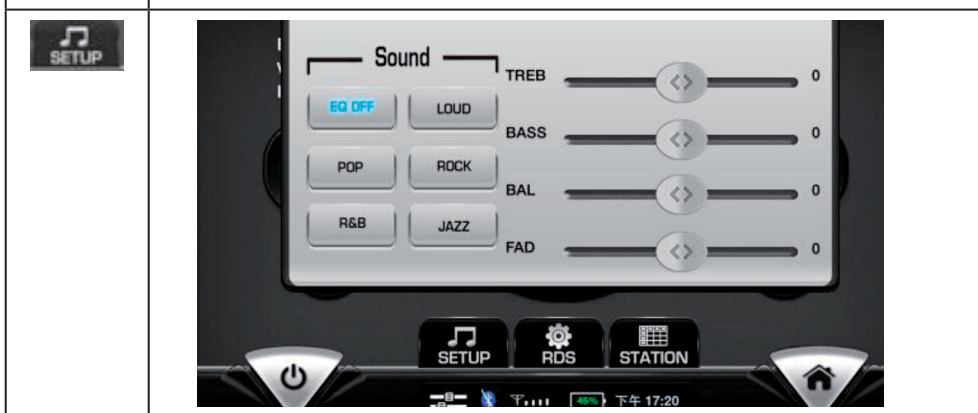 SETUP
Sound
EQ OFF LOUD
POP ROCK
R&B JAZZ
TREB 0
BASS 0
BAL 0
FAD 0
SETUP RDS STATION
45% 下午 17:20